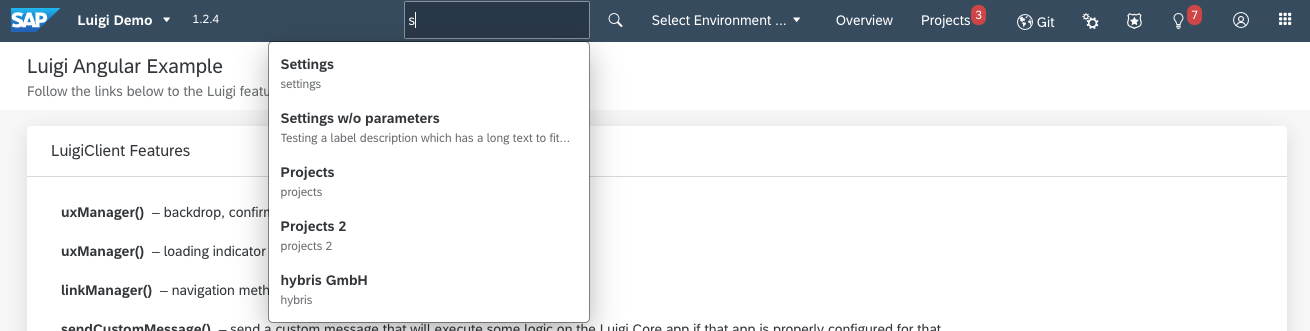 SAP Luigi Demo 1.2.4 s Select Environment ... Overview Projects 3 Git 7
Luigi Angular Example
Follow the links below to the Luigi featu
LuigiClient Features
Settings
settings
Settings w/o parameters
Testing a label description which has a long text to fit...
Projects
projects
Projects 2
projects 2
hybris GmbH
hybris
uxManager() – backdrop, confirm
uxManager() – loading indicator
linkManager() – navigation meth
sendCustomMessage() – send a custom message that will execute some logic on the Luigi Core app if that app is properly configured for that